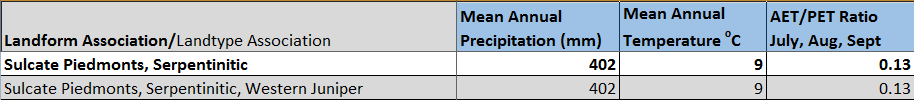 Landform Association/Landtype Association Mean Annual Precipitation (mm) Mean Annual Temperature ⁰C AET/PET Ratio July, Aug, Sept
Sulcate Piedmonts, Serpentinitic 402 9 0.13
Sulcate Piedmonts, Serpentinitic, Western Juniper 402 9 0.13